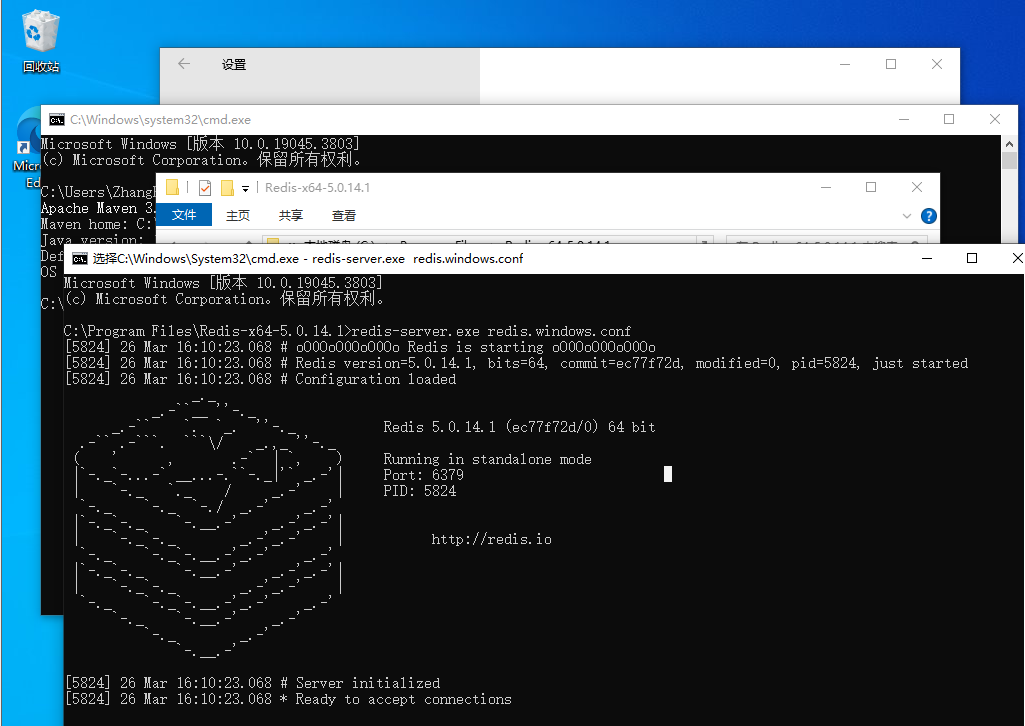 回收站
设置
C:\Windows\system32\cmd.exe
Microsoft Windows [版本 10.0.19045.3803]
(c) Microsoft Corporation。保留所有权利。
C:\Users\Zhang
Apache Maven 3.
Maven home: C:
Java version:
Def
OS
C:\
Redis-x64-5.0.14.1
文件 主页 共享 查看
选择C:\Windows\System32\cmd.exe - redis-server.exe redis.windows.conf
Microsoft Windows [版本 10.0.19045.3803]
(c) Microsoft Corporation。保留所有权利。
C:\Program Files\Redis-x64-5.0.14.1>redis-server.exe redis.windows.conf
[5824] 26 Mar 16:10:23.068 # oO0OoO0OoO0Oo Redis is starting oO0OoO0OoO0Oo
[5824] 26 Mar 16:10:23.068 # Redis version=5.0.14.1, bits=64, commit=ec77f72d, modified=0, pid=5824, just started
[5824] 26 Mar 16:10:23.068 # Configuration loaded
Redis 5.0.14.1 (ec77f72d/0) 64 bit
Running in standalone mode
Port: 6379
PID: 5824
http://redis.io
[5824] 26 Mar 16:10:23.068 # Server initialized
[5824] 26 Mar 16:10:23.068 * Ready to accept connections